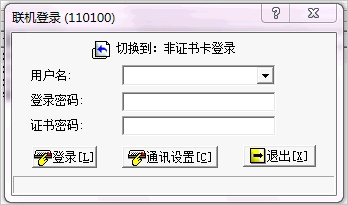 联机登录 (110100)
切换到：非证书卡登录
用户名：
登录密码：
证书密码：
登录[L] 通讯设置[C] 退出[X]